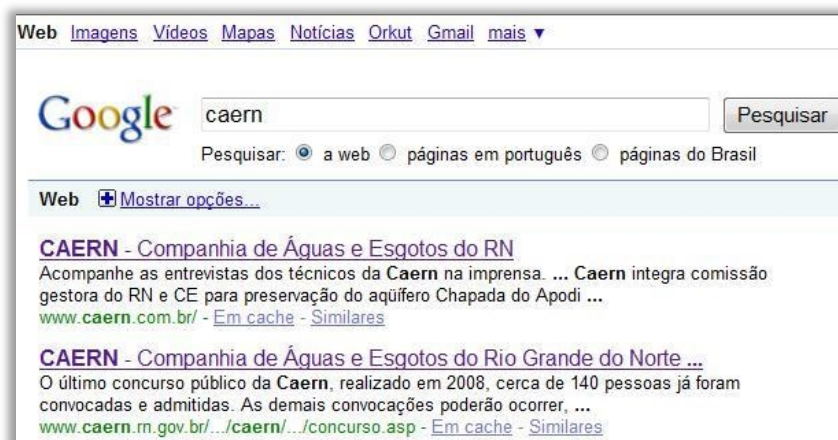 Web Imagens Vídeos Mapas Notícias Orkut Gmail mais ▼
Google caern Pesquisar
Pesquisar: a web páginas em português páginas do Brasil
Web Mostrar opções...
CAERN - Companhia de Águas e Esgotos do RN
Acompanhe as entrevistas dos técnicos da Caern na imprensa. ... Caern integra comissão
gestora do RN e CE para preservação do aqüífero Chapada do Apodi ...
www.caern.com.br/ - Em cache - Similares
CAERN - Companhia de Águas e Esgotos do Rio Grande do Norte ...
O último concurso público da Caern, realizado em 2008, cerca de 140 pessoas já foram
convocadas e admitidas. As demais convocações poderão ocorrer, ...
www.caern.rn.gov.br/.../caern/.../concurso.asp - Em cache - Similares